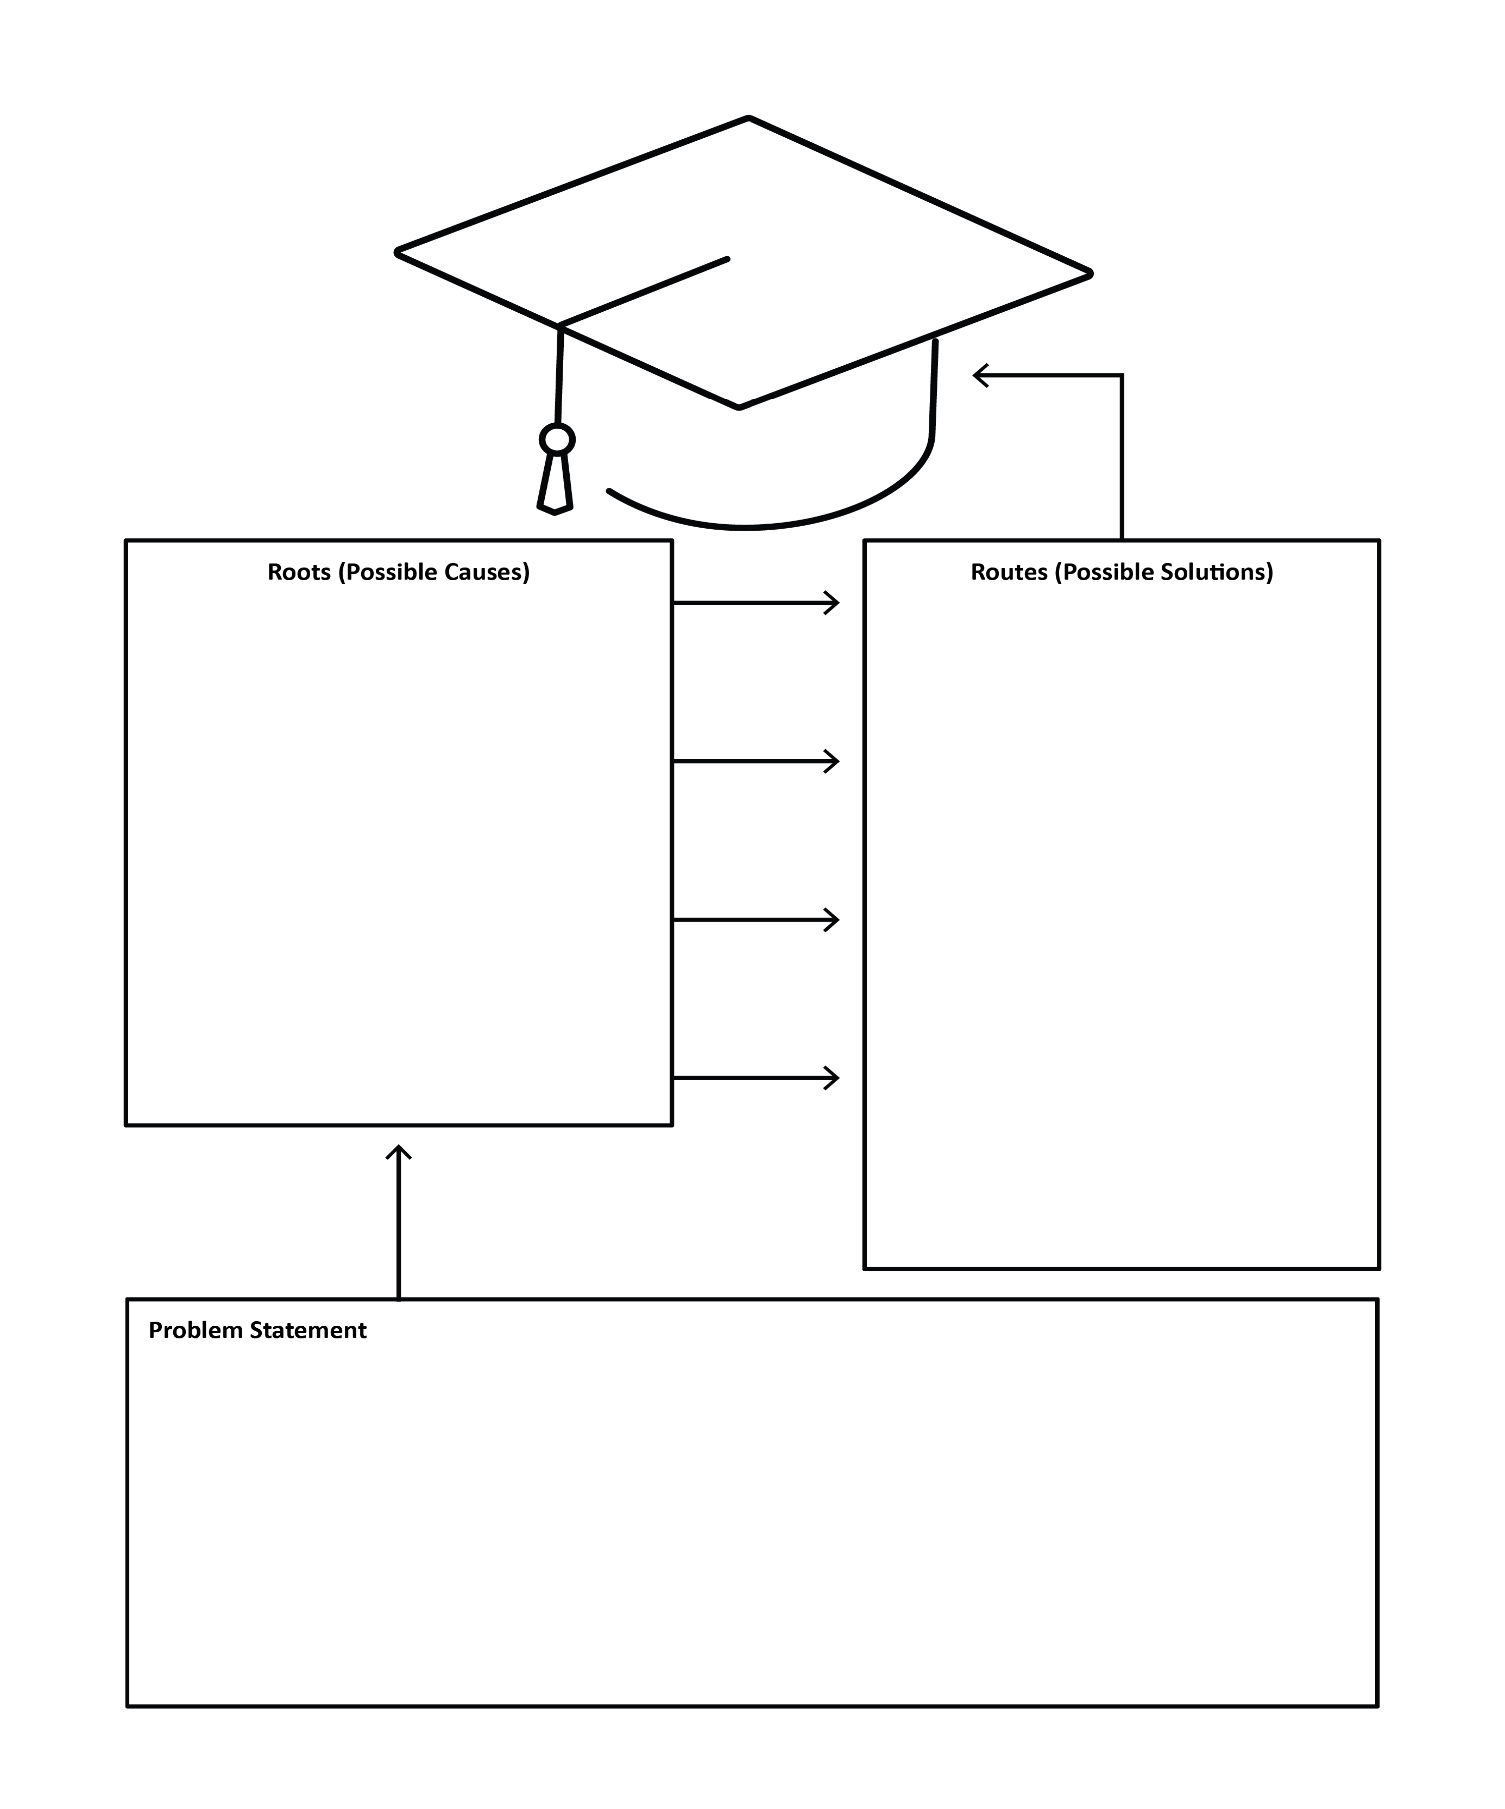 Roots (Possible Causes)
Routes (Possible Solutions)
Problem Statement